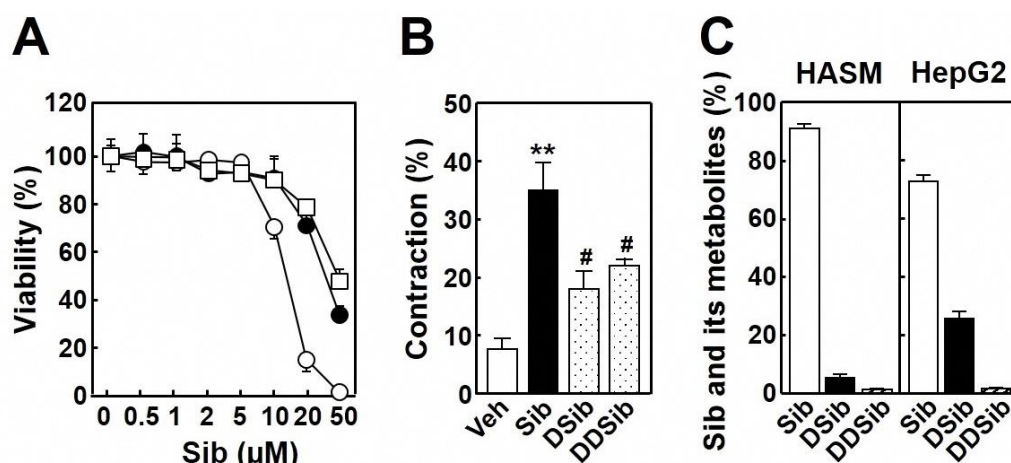 A
Viability (%)
120
100
80
60
40
20
0
0 0.5 1 2 5 10 20 50
Sib (µM)
B
Contraction (%)
50
40
30
20
10
0
**
#
#
Veh
Sib
DSib
DDSib
C
HASM HepG2
Sib and its metabolites (%)
100
80
60
40
20
0
Sib
DSib
DDSib
Sib
DSib
DDSib